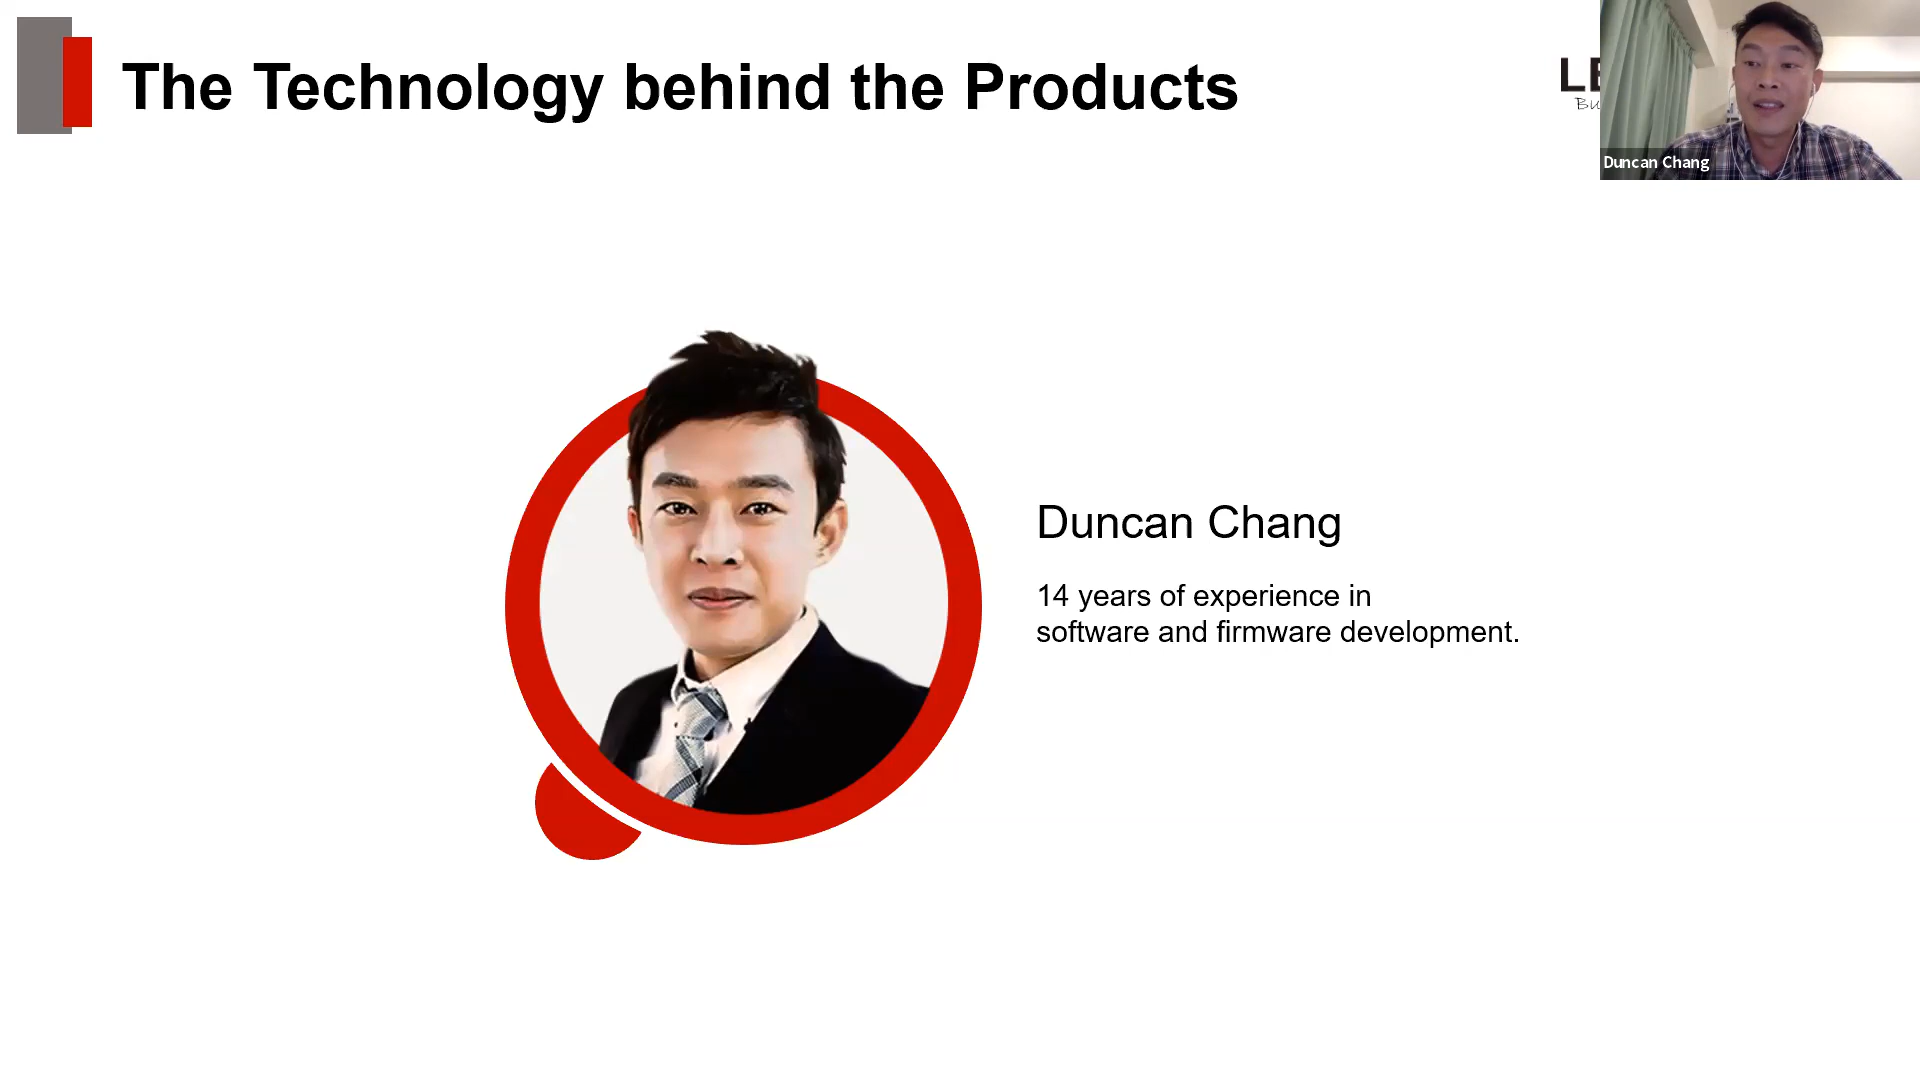 The Technology behind the Products
Duncan Chang
Duncan Chang
14 years of experience in
software and firmware development.